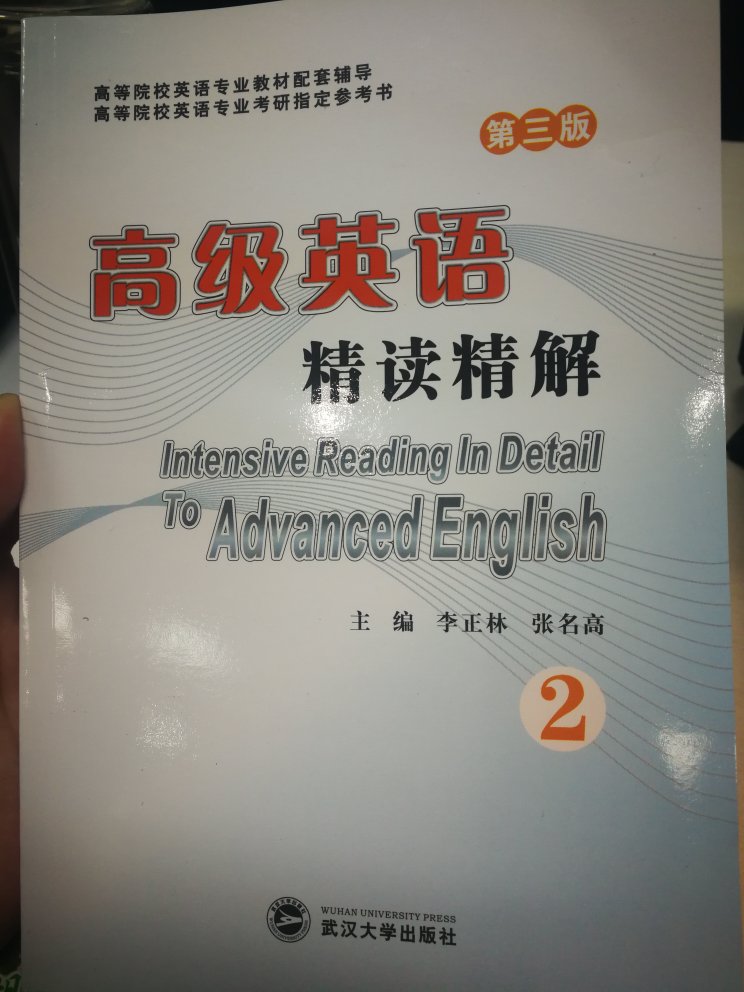 高等院校英语专业教材配套辅导
高等院校英语专业考研指定参考书
第三版
高级英语
精读精解
Intensive Reading In Detail
To Advanced English
主 编 李正林 张名高
2
WUHAN UNIVERSITY PRESS
武汉大学出版社